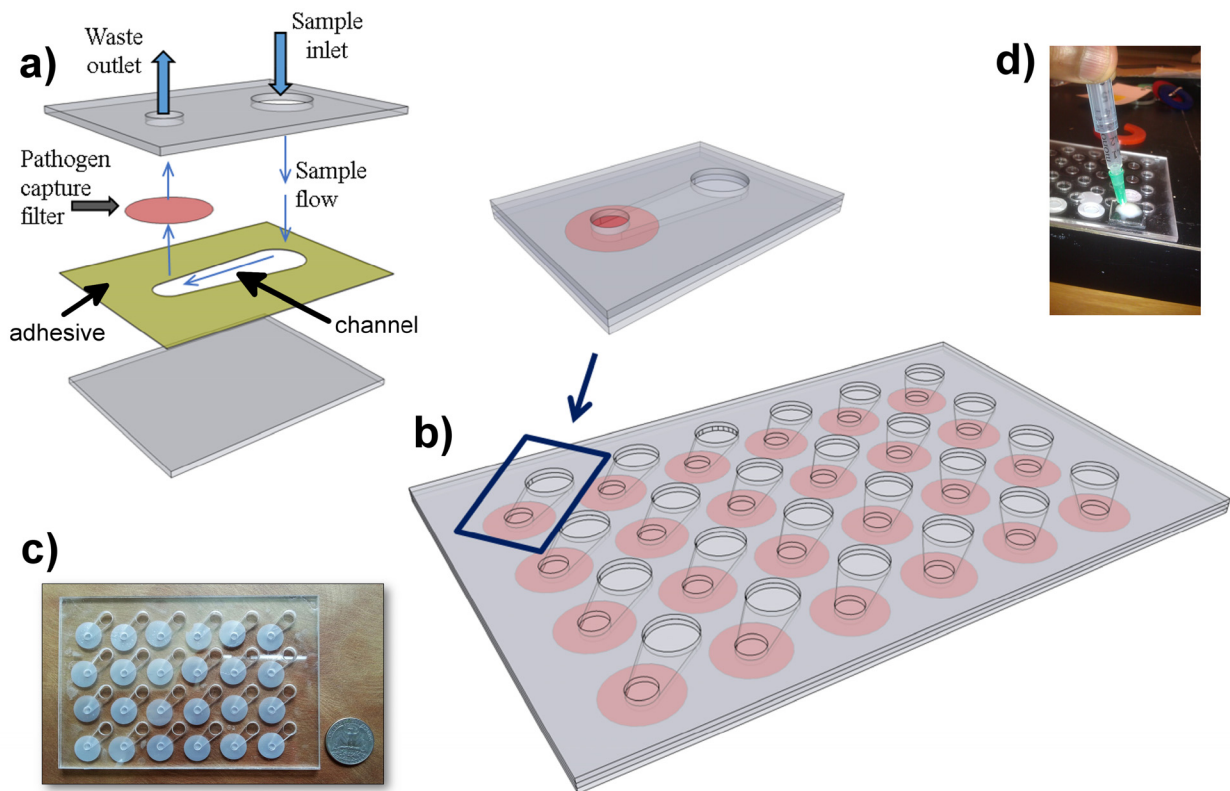 a)
Waste
outlet
Sample
inlet
Pathogen
capture
filter
Sample
flow
adhesive
channel
b)
c)
d)